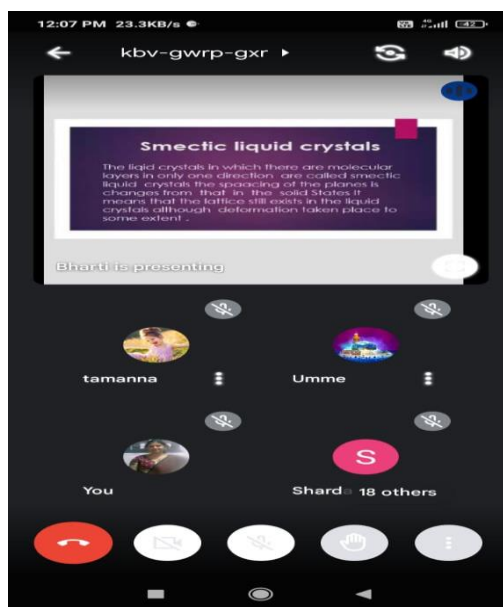 12:07 PM 23.3KB/s
4G 42
kbv-gwrp-gxr
Smectic liquid crystals
The liqid crystals in which there are molecular
layers in only one direction are called smectic
liquid crystals the spaacing of the planes is
changes from that in the solid States It
means that the lattice still exists in the liquid
crystals although deformation taken place to
some extent .
Bharti is presenting
tamanna
Umme
S
You
Sharda 18 others